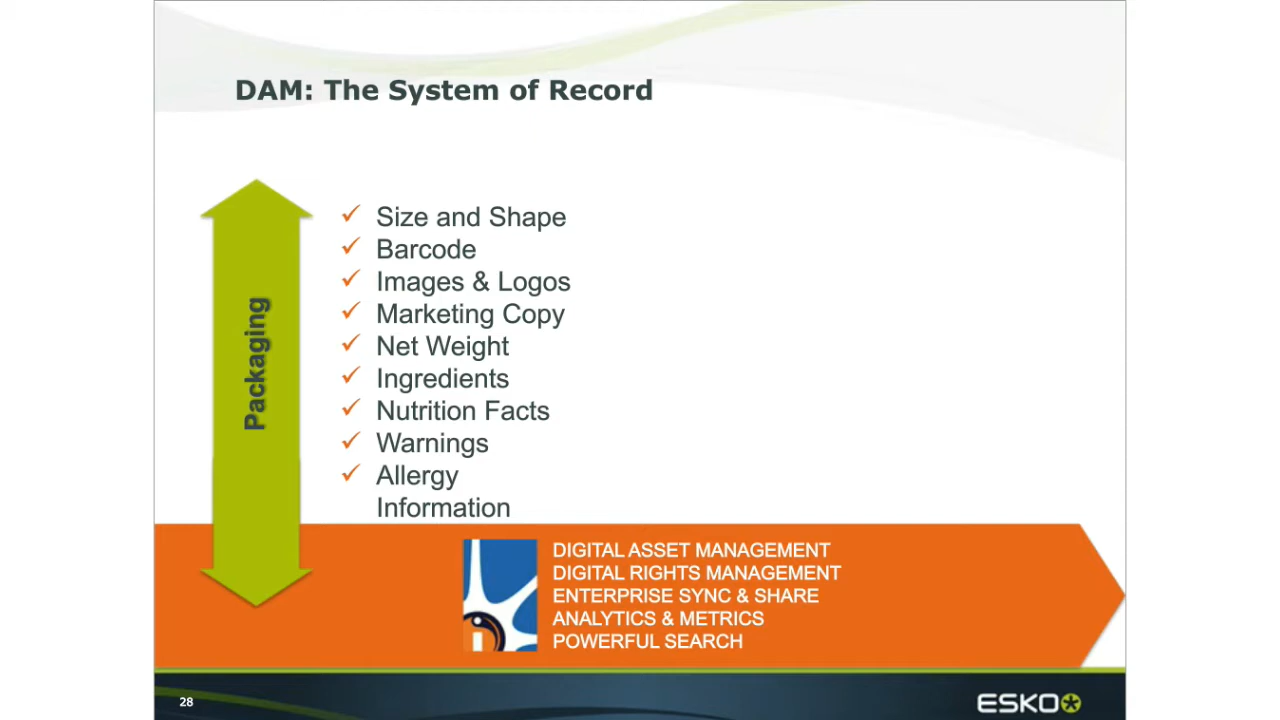 DAM: The System of Record
Packaging
Size and Shape
Barcode
Images & Logos
Marketing Copy
Net Weight
Ingredients
Nutrition Facts
Warnings
Allergy
Information
DIGITAL ASSET MANAGEMENT
DIGITAL RIGHTS MANAGEMENT
ENTERPRISE SYNC & SHARE
ANALYTICS & METRICS
POWERFUL SEARCH
28
ESKO